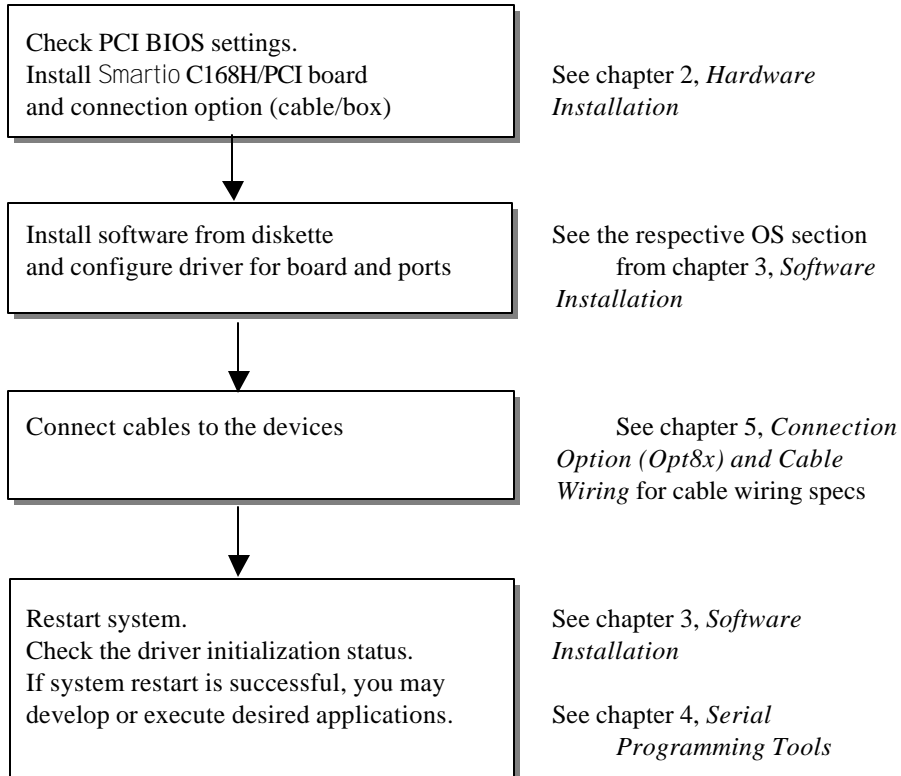 Check PCI BIOS settings.
Install Smartio C168H/PCI board
and connection option (cable/box)
See chapter 2, Hardware
Installation
Install software from diskette
and configure driver for board and ports
See the respective OS section
from chapter 3, Software
Installation
Connect cables to the devices
See chapter 5, Connection
Option (Opt8x) and Cable
Wiring for cable wiring specs
Restart system.
Check the driver initialization status.
If system restart is successful, you may
develop or execute desired applications.
See chapter 3, Software
Installation
See chapter 4, Serial
Programming Tools